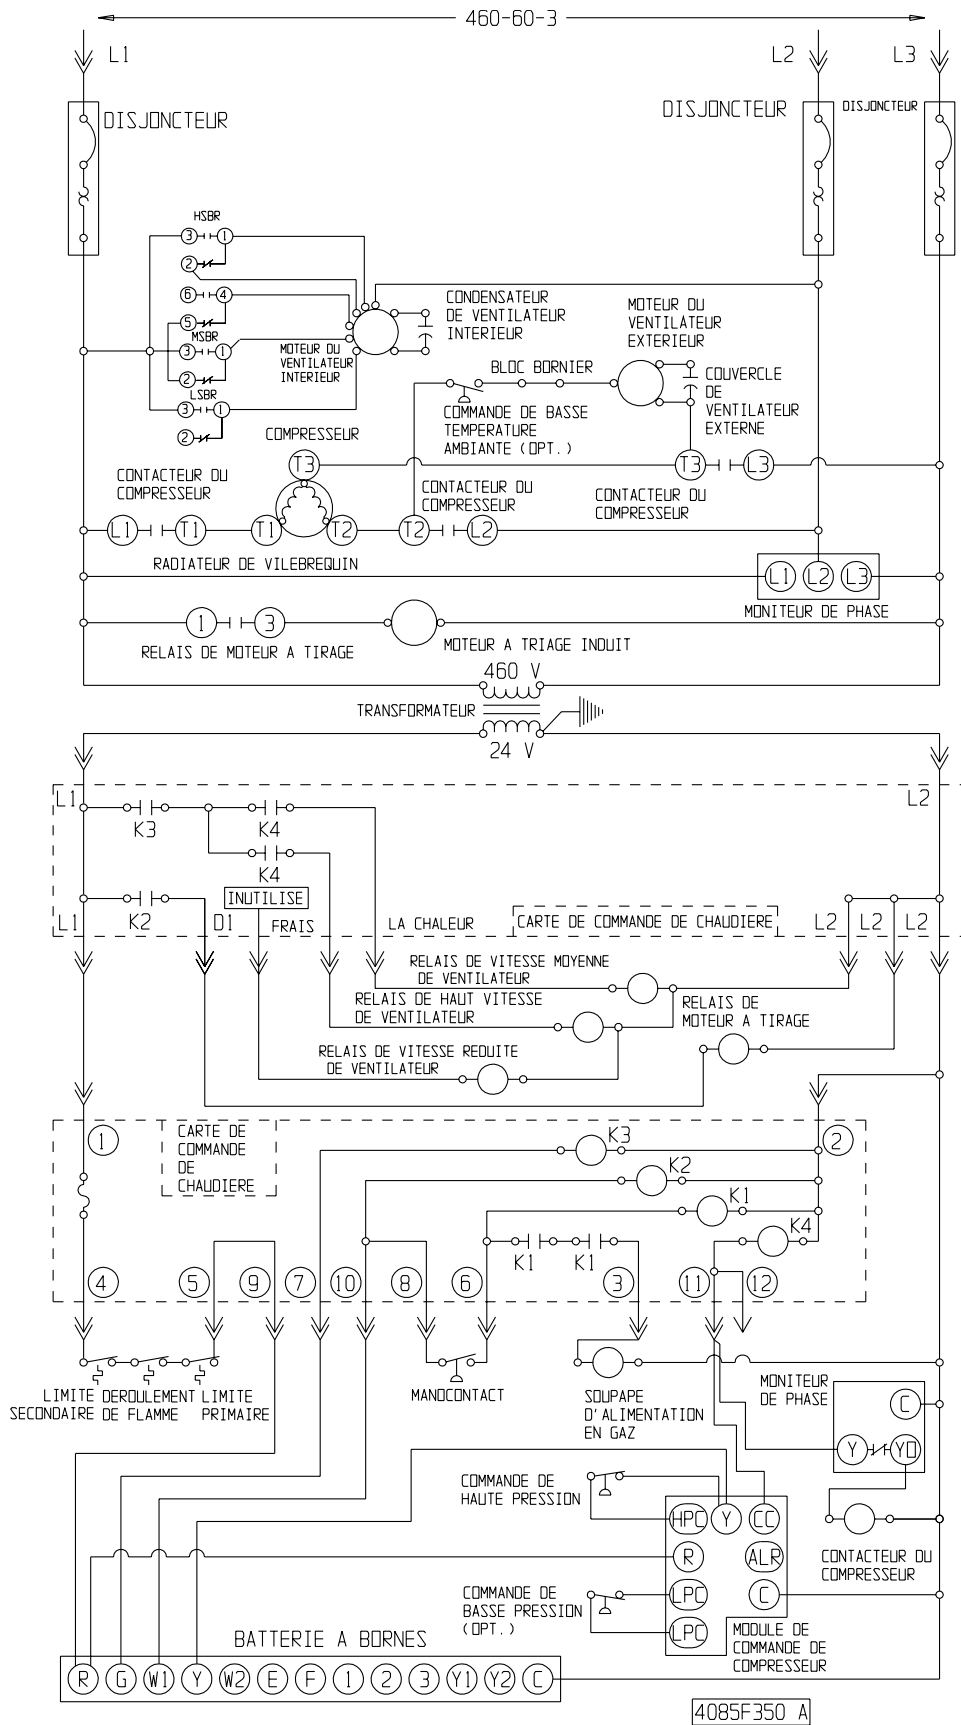 460-60-3
L1
L2
L3
DISJONCTEUR
DISJONCTEUR
DISJONCTEUR
HSBR
3
1
2
6
4
5
MSBR
3
1
2
LSBR
3
1
2
MOTEUR DU
VENTILATEUR
INTERIEUR
CONDENSATEUR
DE VENTILATEUR
INTERIEUR
MOTEUR DU
VENTILATEUR
EXTERIEUR
BLOC BORNIER
COUVERCLE
DE
VENTILATEUR
EXTERNE
COMMANDE DE BASSE
TEMPERATURE
AMBIANTE (OPT.)
COMPRESSEUR
T3
T3
L3
CONTACTEUR DU
COMPRESSEUR
CONTACTEUR DU
COMPRESSEUR
CONTACTEUR DU
COMPRESSEUR
L1
T1
T1
T2
T2
L2
RADIATEUR DE VILEBREQUIN
L1
L2
L3
MONITEUR DE PHASE
1
3
RELAIS DE MOTEUR A TIRAGE
MOTEUR A TRIAGE INDUIT
460 V
TRANSFORMATEUR
24 V
L1
L2
K3
K4
K4
K2
INUTILISE
L1
D1
FRAIS
LA CHALEUR
CARTE DE COMMANDE DE CHAUDIERE
L2
L2
L2
RELAIS DE VITESSE MOYENNE
DE VENTILATEUR
RELAIS DE HAUT VITESSE
DE VENTILATEUR
RELAIS DE
MOTEUR A TIRAGE
RELAIS DE VITESSE REDUITE
DE VENTILATEUR
1
CARTE DE
COMMANDE
DE
CHAUDIERE
K3
2
K2
K1
K4
K1
K1
4
5
9
7
10
8
6
3
11
12
LIMITE
SECONDAIRE
DEROULEMENT
DE FLAMME
LIMITE
PRIMAIRE
MANOCONTACT
SOUPAPE
D'ALIMENTATION
EN GAZ
MONITEUR
DE PHASE
C
Y
YO
COMMANDE DE
HAUTE PRESSION
HPC
Y
CC
R
ALR
LPC
C
LPC
CONTACTEUR DU
COMPRESSEUR
COMMANDE DE
BASSE PRESSION
(OPT.)
MODULE DE
COMMANDE DE
COMPRESSEUR
BATTERIE A BORNES
R
G
W1
Y
W2
E
F
1
2
3
Y1
Y2
C
4085F350 A